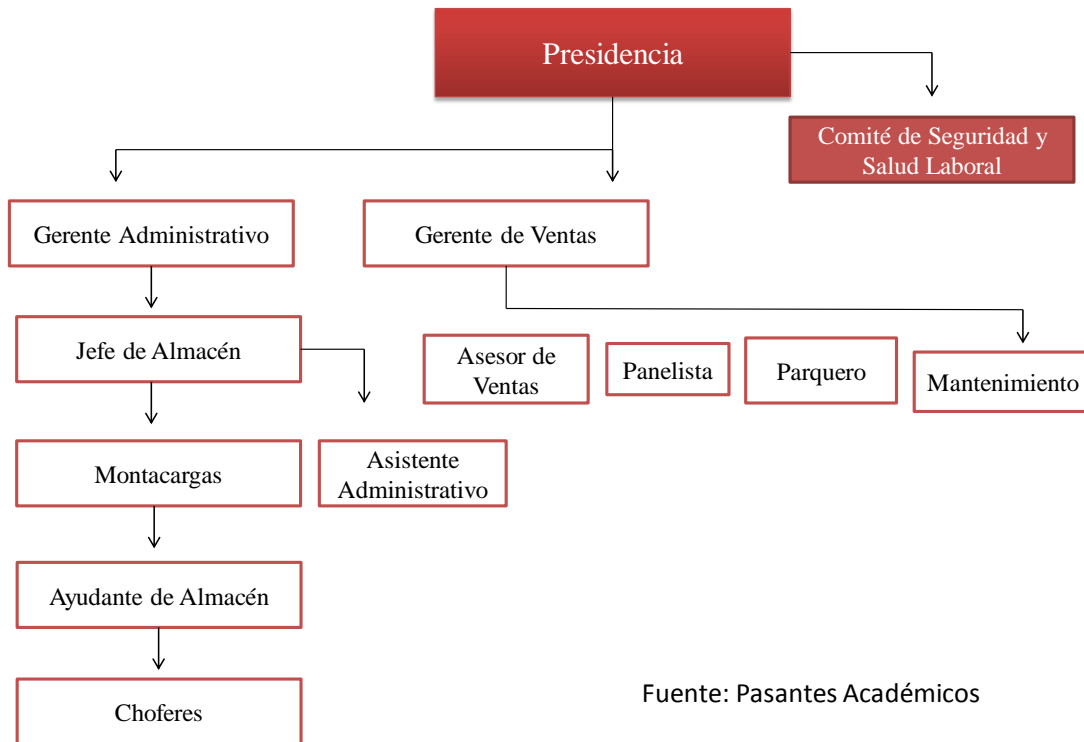 Presidencia
Comité de Seguridad y
Salud Laboral
Gerente Administrativo
Gerente de Ventas
Jefe de Almacén
Asesor de
Ventas
Panelista
Parquero
Mantenimiento
Montacargas
Asistente
Administrativo
Ayudante de Almacén
Choferes
Fuente: Pasantes Académicos